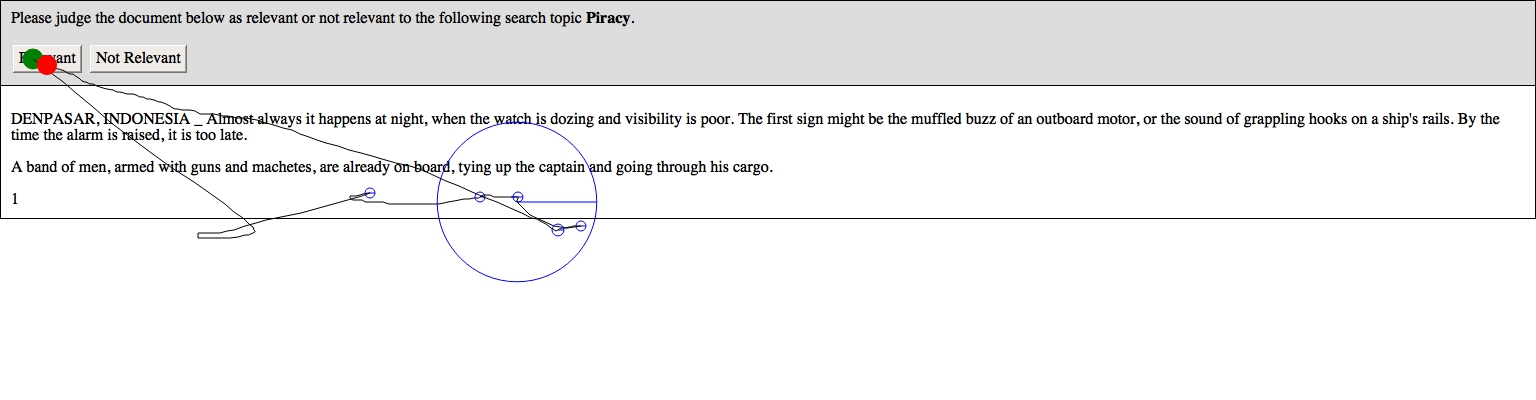 Please judge the document below as relevant or not relevant to the following search topic Piracy.
Not Relevant
DENPASAR, INDONESIA _ Almost always it happens at night, when the watch is dozing and visibility is poor. The first sign might be the muffled buzz of an outboard motor, or the sound of grappling hooks on a ship's rails. By the
time the alarm is raised, it is too late.
A band of men, armed with guns and machetes, are already on board, tying up the captain and going through his cargo.
1